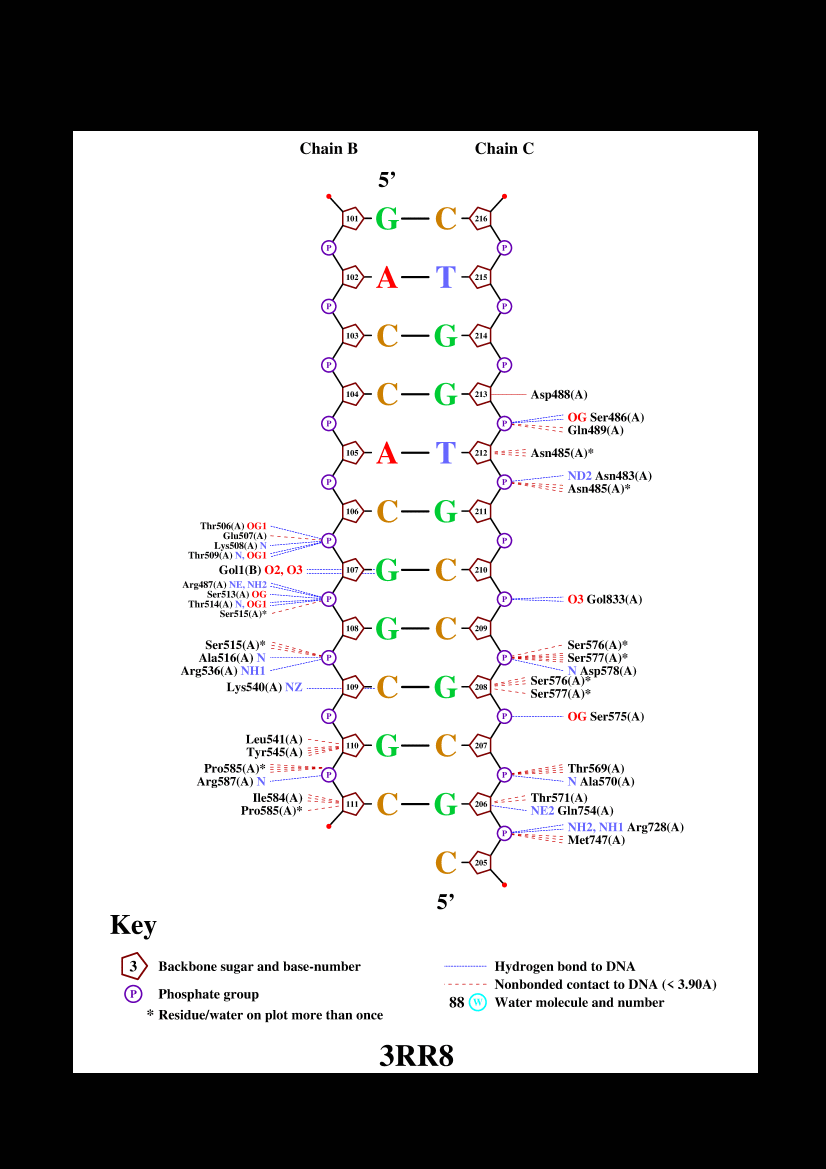 Chain B Chain C
5’
101 G C 216
P P
102 A T 215
P P
103 C G 214
P P
104 C G 213 Asp488(A)
P P OG Ser486(A)
Gln489(A)
105 A T 212 Asn485(A)*
P P ND2 Asn483(A)
Asn485(A)*
106 C G 211
Thr506(A) OG1
Glu507(A)
Lys508(A) N P P
Thr509(A) N, OG1
Gol1(B) O2, O3 107 G C 210
Arg487(A) NE, NH2
Ser513(A) OG P P O3 Gol833(A)
Thr514(A) N, OG1
Ser515(A)*
108 G C 209
Ser515(A)* Ser576(A)*
Ala516(A) N P P Ser577(A)*
Arg536(A) NH1 N Asp578(A)
Ser576(A)*
Lys540(A) NZ 109 C G 208
Ser577(A)*
P P OG Ser575(A)
Leu541(A) 110 G C 207
Tyr545(A)
Pro585(A)* P P Thr569(A)
Arg587(A) N N Ala570(A)
Ile584(A) 111 C G 206 Thr571(A)
Pro585(A)* NE2 Gln754(A)
P NH2, NH1 Arg728(A)
Met747(A)
C 205
5’
Key
3 Backbone sugar and base-number
P Phosphate group
* Residue/water on plot more than once
Hydrogen bond to DNA
Nonbonded contact to DNA (< 3.90A)
88 W Water molecule and number
3RR8